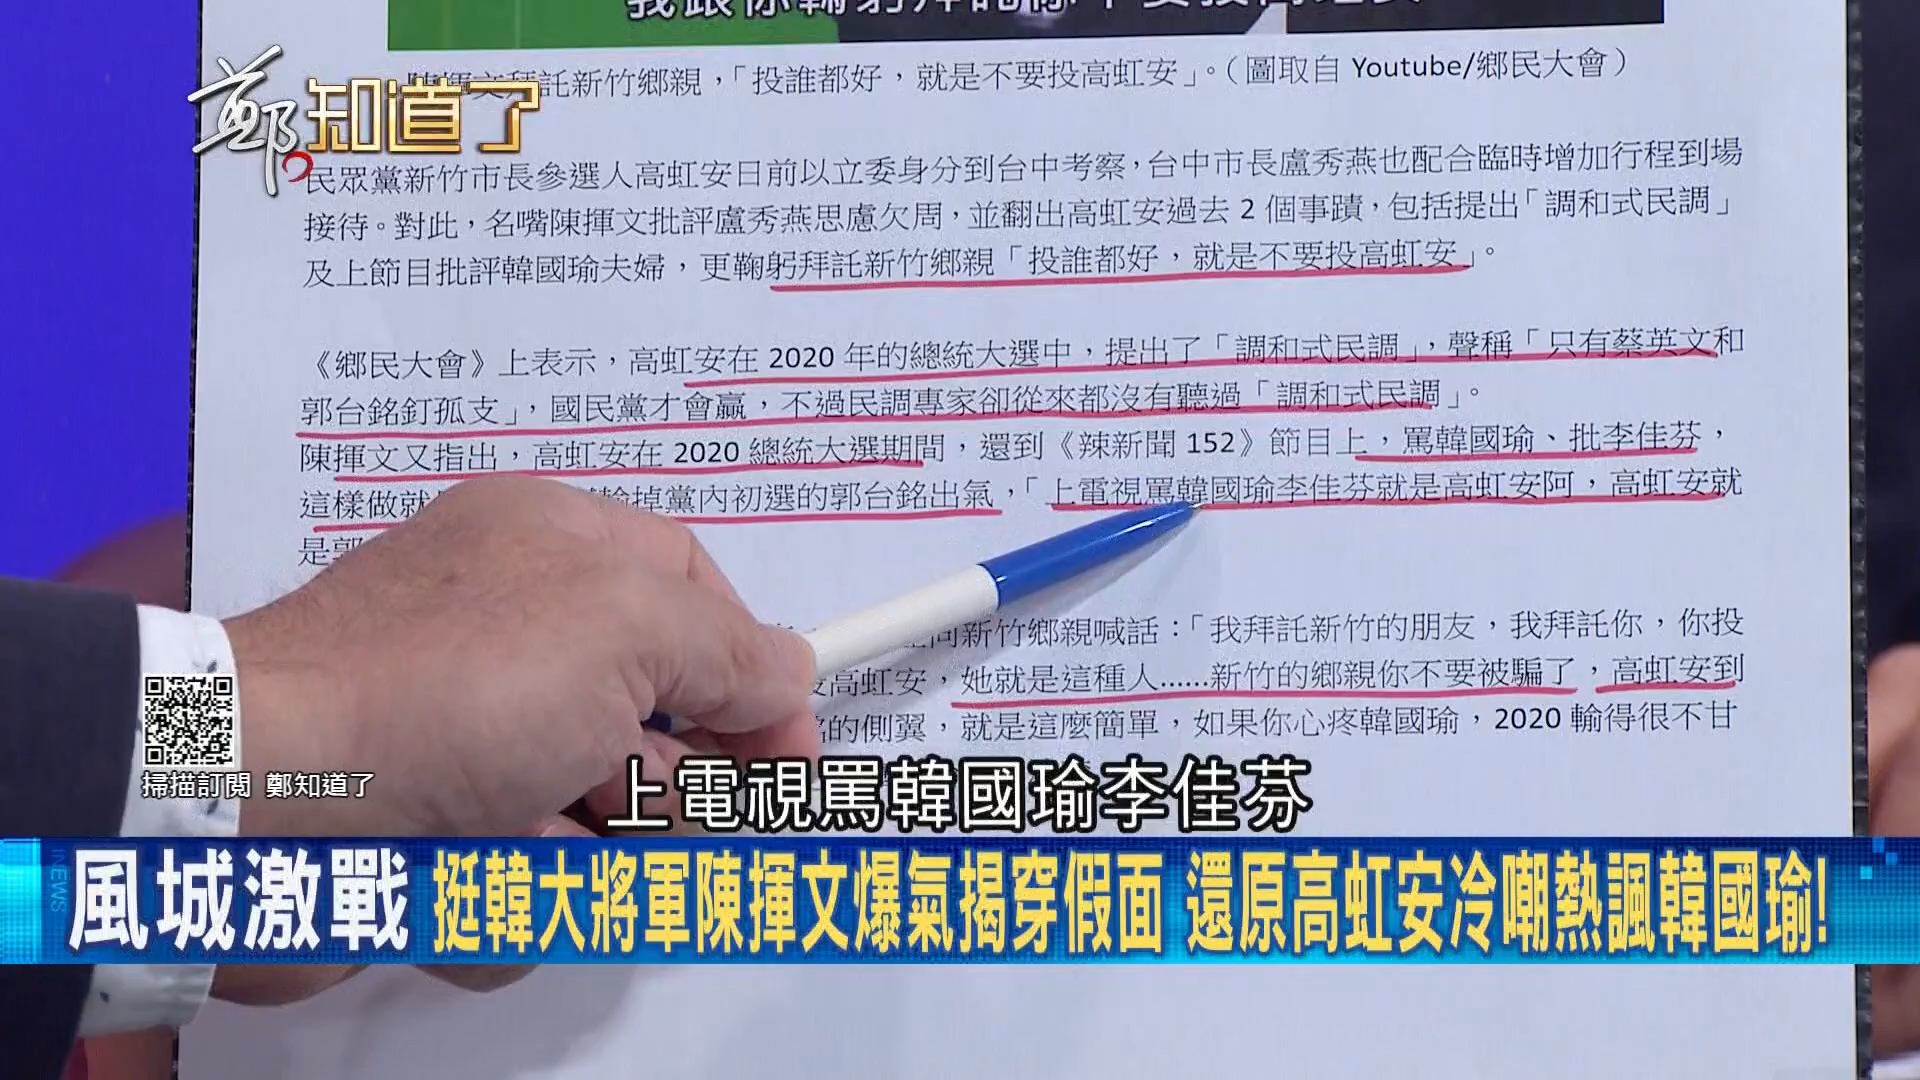 陳揮文拜託新竹鄉親，「投誰都好，就是不要投高虹安」。（圖取自 Youtube/鄉民大會）
鄭知道了
民眾黨新竹市長參選人高虹安日前以立委身分到台中考察，台中市長盧秀燕也配合臨時增加行程到場
接待。對此，名嘴陳揮文批評盧秀燕思慮欠周，並翻出高虹安過去 2 個事蹟，包括提出「調和式民調」
及上節目批評韓國瑜夫婦，更鞠躬拜託新竹鄉親「投誰都好，就是不要投高虹安」。
《鄉民大會》上表示，高虹安在 2020 年的總統大選中，提出了「調和式民調」，聲稱「只有蔡英文和
郭台銘釘孤支」，國民黨才會贏，不過民調專家卻從來都沒有聽過「調和式民調」。
陳揮文又指出，高虹安在 2020 總統大選期間，還到《辣新聞 152》節目上，罵韓國瑜、批李佳芬，
這樣做就 輸掉黨內初選的郭台銘出氣，「上電視罵韓國瑜李佳芬就是高虹安阿，高虹安就
是郭
向新竹鄉親喊話：「我拜託新竹的朋友，我拜託你，你投
投高虹安，她就是這種人……新竹的鄉親你不要被騙了，高虹安到
銘的側翼，就是這麼簡單，如果你心疼韓國瑜，2020 輸得很不甘
掃描訂閱 鄭知道了
上電視罵韓國瑜李佳芬
INEWS
風城激戰 挺韓大將軍陳揮文爆氣揭穿假面 還原高虹安冷嘲熱諷韓國瑜!